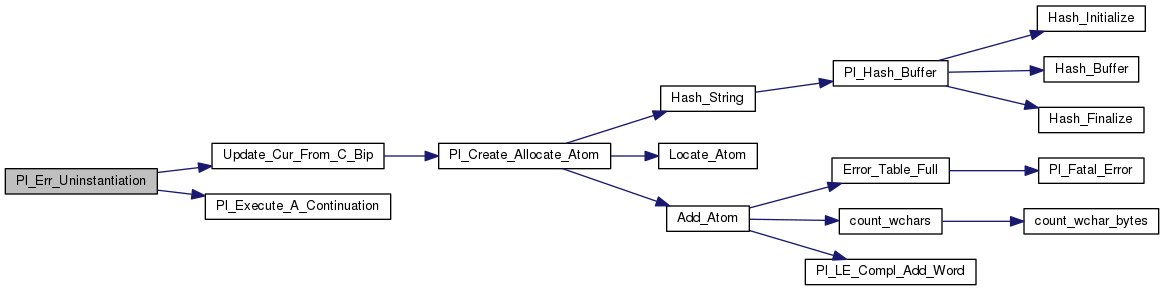 Pl_Err_Uninstantiation
Update_Cur_From_C_Bip
Pl_Execute_A_Continuation
Pl_Create_Allocate_Atom
Hash_String
Locate_Atom
Add_Atom
Pl_Hash_Buffer
Error_Table_Full
count_wchars
Pl_LE_Compl_Add_Word
Hash_Initialize
Hash_Buffer
Hash_Finalize
Pl_Fatal_Error
count_wchar_bytes